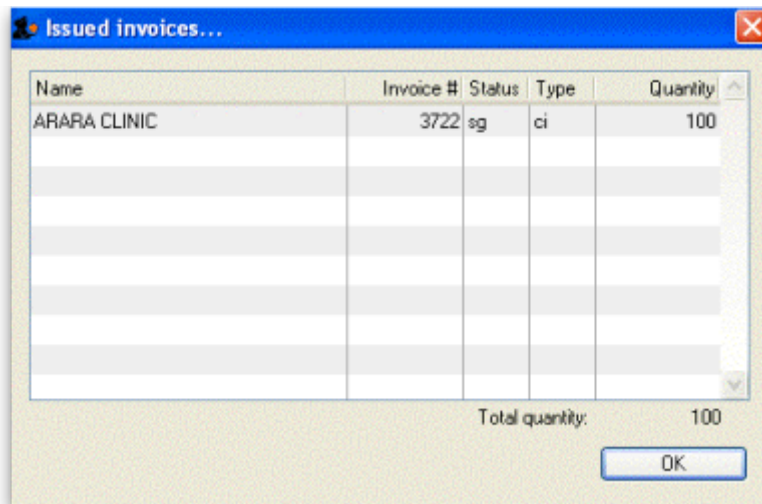 Issued invoices...
Name Invoice # Status Type Quantity
ARARA CLINIC 3722 sg ci 100
Total quantity: 100
OK